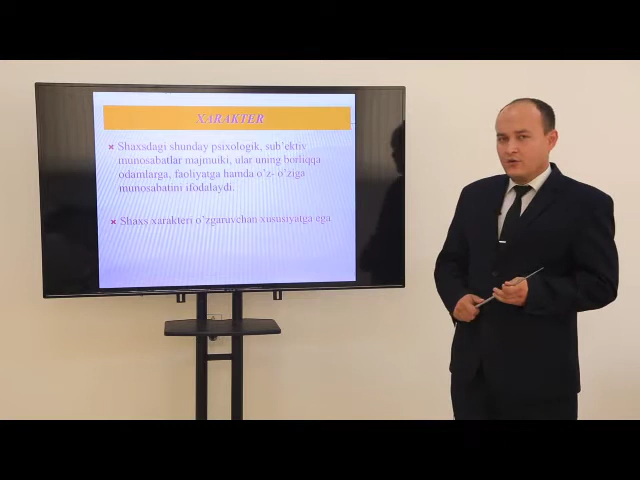 XARAKTER
Shaxsdagi shunday psixologik, sub'ektiv
munosabatlar majmuiki, ular uning borliqqa
odamlarga, faoliyatga hamda o'z- o'ziga
munosabatini ifodalaydi.
Shaxs xarakteri o'zgaruvchan xususiyatga ega